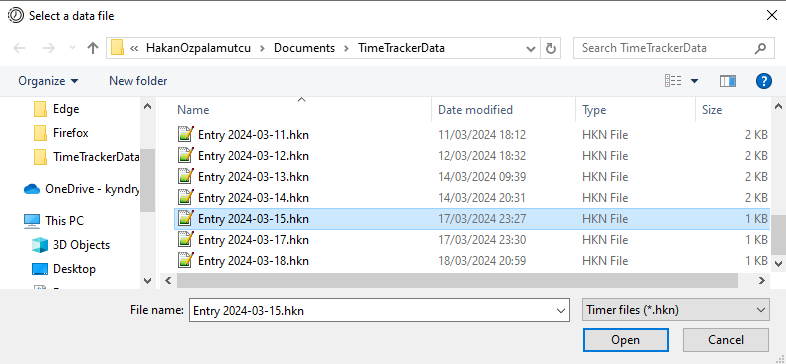 Select a data file
« HakanOzpalamutcu > Documents > TimeTrackerData
Search TimeTrackerData
Organize New folder
Edge
Firefox
TimeTrackerData
OneDrive - kyndry
This PC
3D Objects
Desktop
Name Date modified Type Size
Entry 2024-03-11.hkn 11/03/2024 18:12 HKN File 2 KB
Entry 2024-03-12.hkn 12/03/2024 18:32 HKN File 2 KB
Entry 2024-03-13.hkn 14/03/2024 09:39 HKN File 2 KB
Entry 2024-03-14.hkn 14/03/2024 20:31 HKN File 2 KB
Entry 2024-03-15.hkn 17/03/2024 23:27 HKN File 1 KB
Entry 2024-03-17.hkn 17/03/2024 23:30 HKN File 1 KB
Entry 2024-03-18.hkn 18/03/2024 20:59 HKN File 1 KB
File name: Entry 2024-03-15.hkn Timer files (*.hkn)
Open Cancel